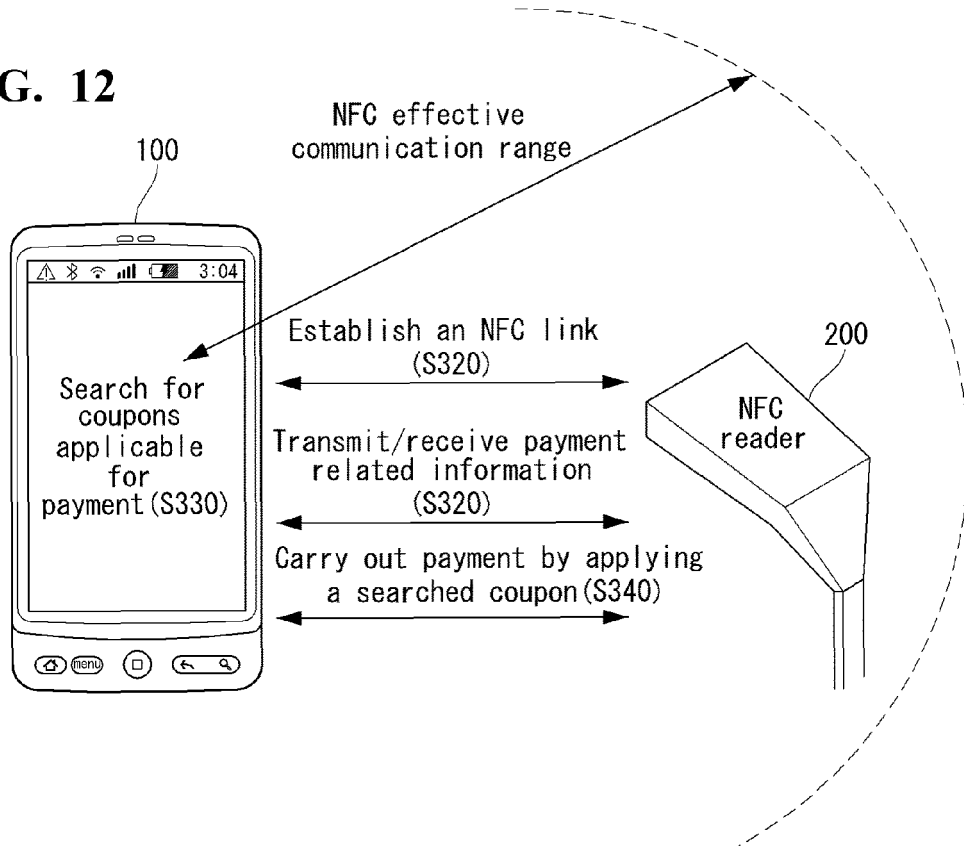 G. 12
NFC effective
communication range
100
3:04
Establish an NFC link
(S320)
200
Search for
coupons
applicable
for
payment(S330)
NFC
reader
Transmit/receive payment
related information
(S320)
Carry out payment by applying
a searched coupon(S340)
menu